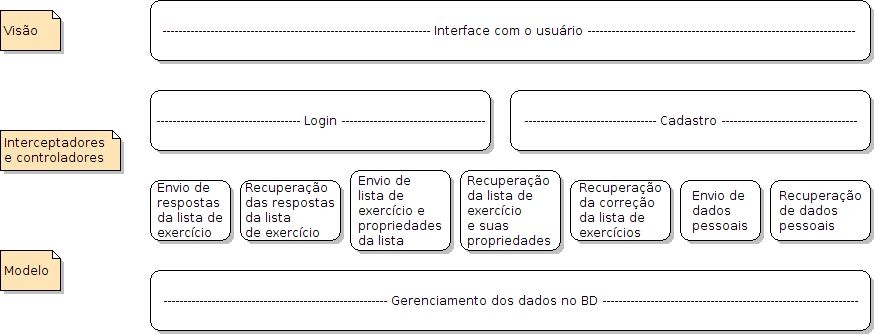 Visão
Interface com o usuário
Interceptadores
e controladores
Login
Cadastro
Envio de
respostas
da lista de
exercício
Recuperação
das respostas
da lista
de exercício
Envio de
lista de
exercício e
propriedades
da lista
Recuperação
da lista de
exercício
e suas
propriedades
Recuperação
da correção
da lista de
exercícios
Envio de
dados
pessoais
Recuperação
de dados
pessoais
Modelo
Gerenciamento dos dados no BD